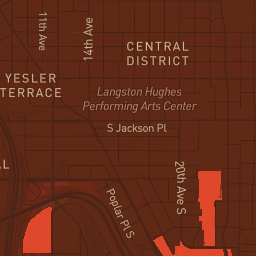 11th Ave
14th Ave
CENTRAL
DISTRICT
YESLER
TERRACE
Langston Hughes
Performing Arts Center
S Jackson Pl
AL
20th Ave S
Poplar Pl S